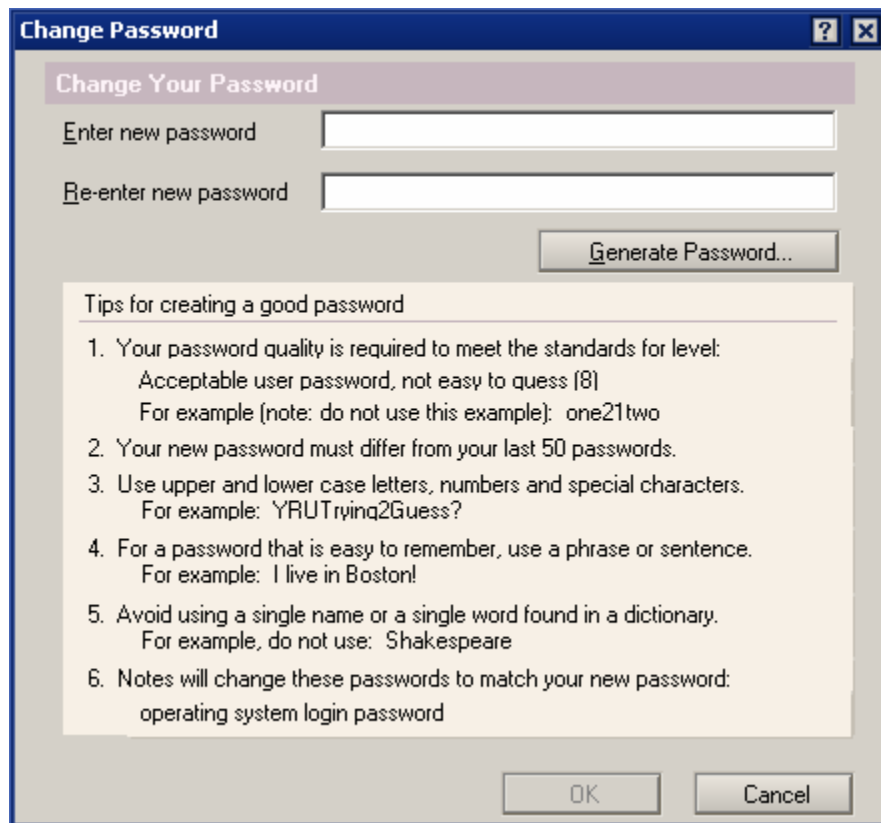 Change Password
Change Your Password
Enter new password
Re-enter new password
Generate Password...
Tips for creating a good password
1. Your password quality is required to meet the standards for level:
Acceptable user password, not easy to guess (8)
For example (note: do not use this example): one21two
2. Your new password must differ from your last 50 passwords.
3. Use upper and lower case letters, numbers and special characters.
For example: YRUTrying2Guess?
4. For a password that is easy to remember, use a phrase or sentence.
For example: I live in Boston!
5. Avoid using a single name or a single word found in a dictionary.
For example, do not use: Shakespeare
6. Notes will change these passwords to match your new password:
operating system login password
OK
Cancel